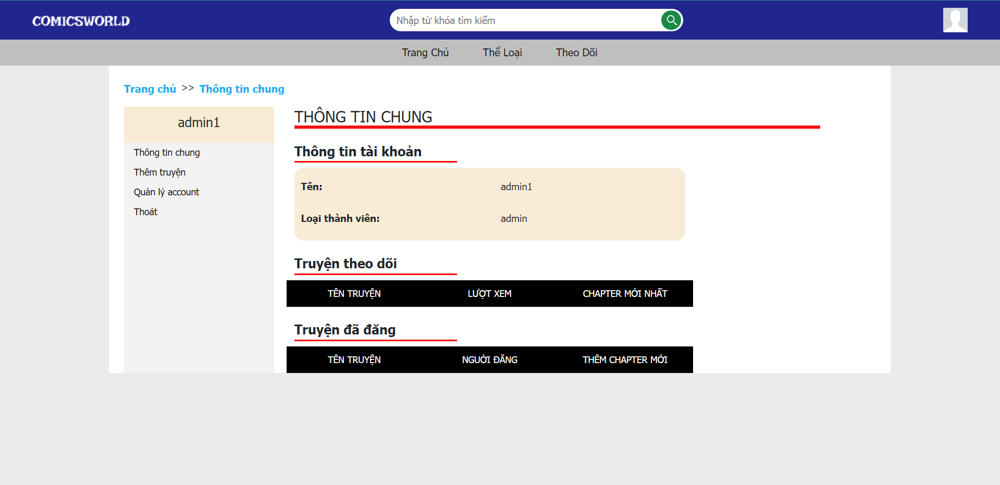 COMICSWORLD
Nhập từ khóa tìm kiếm
Trang Chủ Thể Loại Theo Dõi
Trang chủ >> Thông tin chung
admin1
Thông tin chung
Thêm truyện
Quản lý account
Thoát
THÔNG TIN CHUNG
Thông tin tài khoản
Tên: admin1
Loại thành viên: admin
Truyện theo dõi
TÊN TRUYỆN LƯỢT XEM CHAPTER MỚI NHẤT
Truyện đã đăng
TÊN TRUYỆN NGUỜI ĐĂNG THÊM CHAPTER MỚI